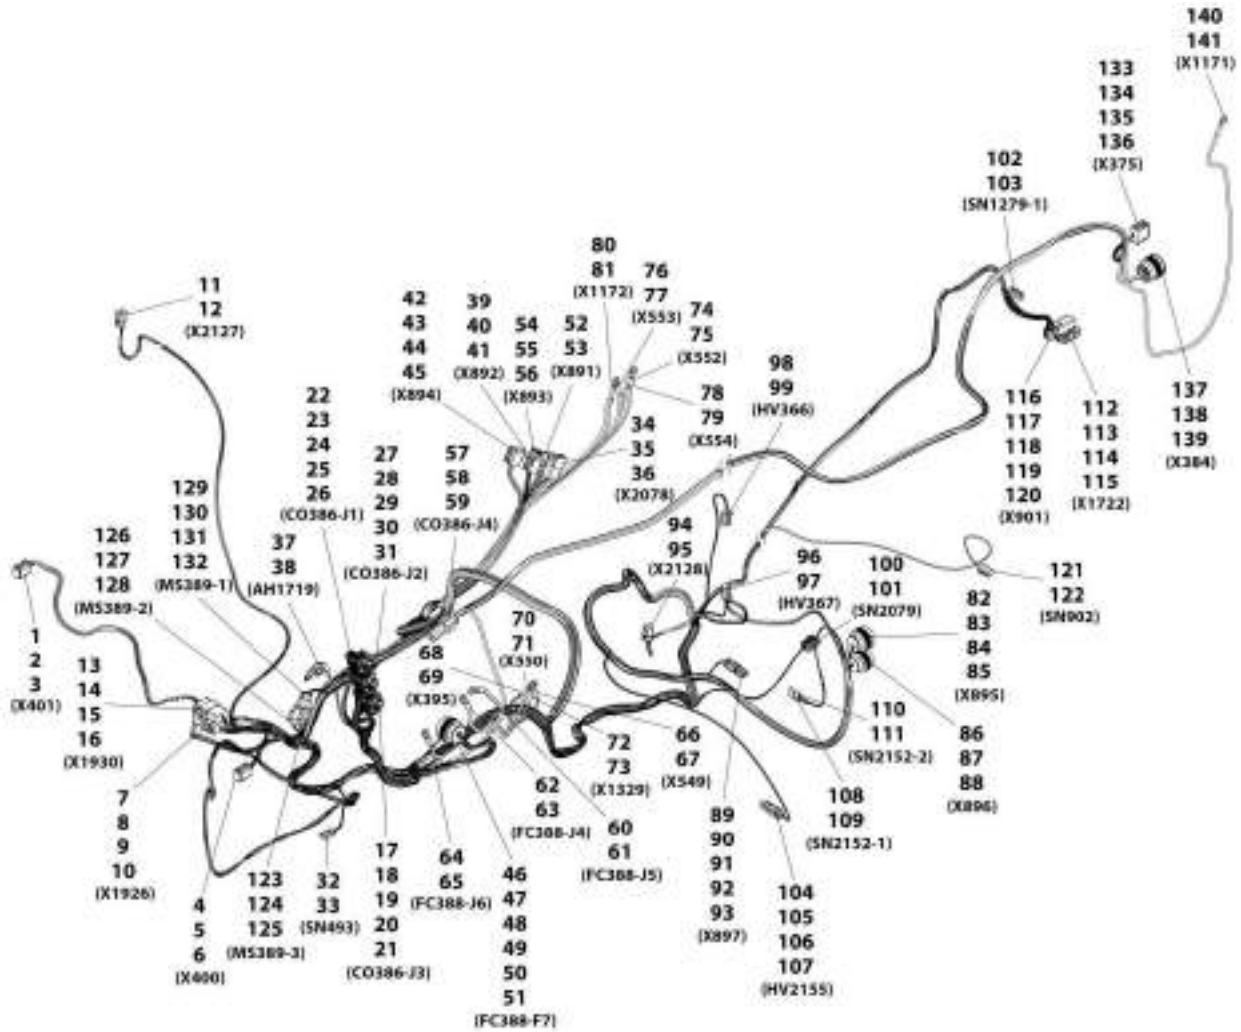 140
141
(X1171)
133
134
135
136
(X375)
102
103
(SN1279-1)
80
81
(X1172)
76
77
(X553)
74
75
(X552)
11
12
(X2127)
42
43
44
45
(X894)
39
40
41
(X892)
54
55
56
(X893)
52
53
(X891)
98
99
(HV366)
78
79
(X554)
34
35
36
(X2078)
22
23
24
25
26
(CO386-J1)
27
28
29
30
31
(CO386-J2)
57
58
59
(CO386-J4)
116
117
118
119
120
(X901)
112
113
114
115
(X1722)
137
138
139
(X384)
129
130
131
132
(MS389-1)
126
127
128
(MS389-2)
37
38
(AH1719)
94
95
(X2128)
96
97
(HV367)
100
101
(SN2079)
121
122
(SN902)
82
83
84
85
(X895)
1
2
3
(X401)
13
14
15
16
(X1930)
70
71
(X550)
68
69
(X395)
66
67
(X549)
72
73
(X1329)
110
111
(SN2152-2)
86
87
88
(X896)
7
8
9
10
(X1926)
62
63
(FC388-J4)
60
61
(FC388-J5)
108
109
(SN2152-1)
89
90
91
92
93
(X897)
4
5
6
(X400)
123
124
125
(MS389-3)
32
33
(SN493)
17
18
19
20
21
(CO386-J3)
64
65
(FC388-J6)
46
47
48
49
50
51
(FC388-F7)
104
105
106
107
(HV2155)